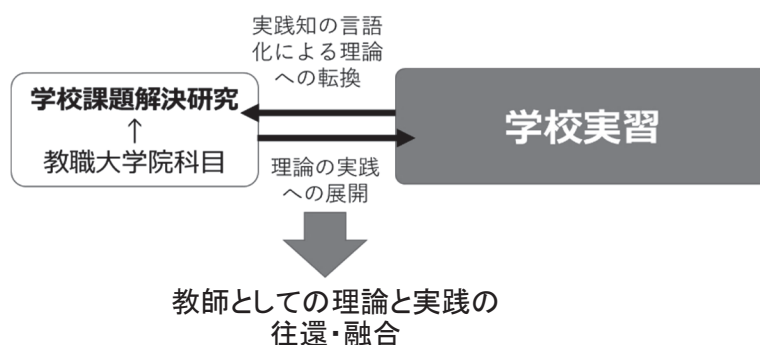 実践知の言語
化による理論
への転換
学校課題解決研究
↑
教職大学院科目
学校実習
理論の実践
への展開
教師としての理論と実践の
往還・融合